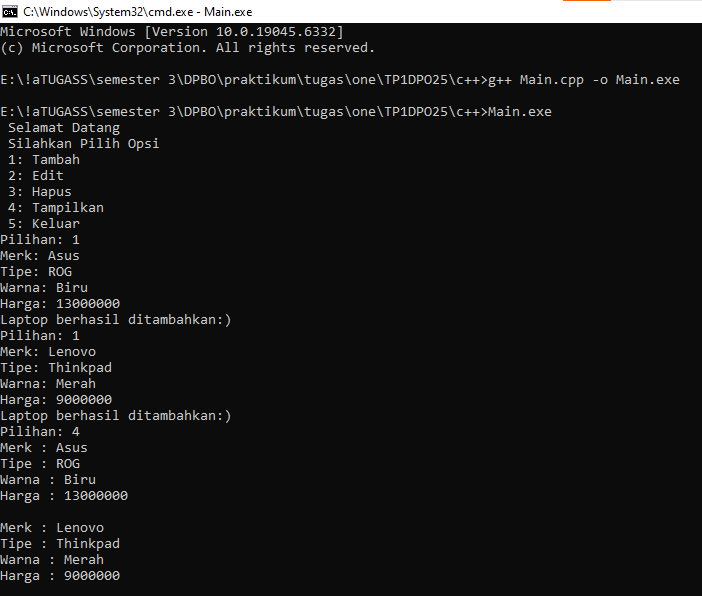 C:\Windows\System32\cmd.exe - Main.exe
Microsoft Windows [Version 10.0.19045.6332]
(c) Microsoft Corporation. All rights reserved.
E:\!aTUGASS\semester 3\DPBO\praktikum\tugas\one\TP1DPO25\c++>g++ Main.cpp -o Main.exe
E:\!aTUGASS\semester 3\DPBO\praktikum\tugas\one\TP1DPO25\c++>Main.exe
Selamat Datang
Silahkan Pilih Opsi
1: Tambah
2: Edit
3: Hapus
4: Tampilkan
5: Keluar
Pilihan: 1
Merk: Asus
Tipe: ROG
Warna: Biru
Harga: 13000000
Laptop berhasil ditambahkan:)
Pilihan: 1
Merk: Lenovo
Tipe: Thinkpad
Warna: Merah
Harga: 9000000
Laptop berhasil ditambahkan:)
Pilihan: 4
Merk : Asus
Tipe : ROG
Warna : Biru
Harga : 13000000
Merk : Lenovo
Tipe : Thinkpad
Warna : Merah
Harga : 9000000